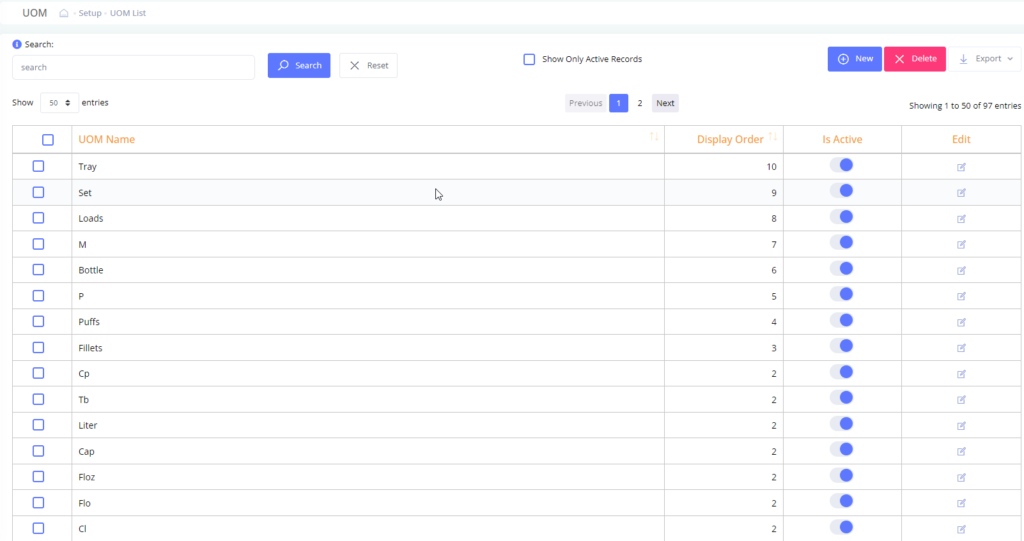 UOM - Setup - UOM List
Search:
search Search Reset Show Only Active Records New Delete Export
Show 50 entries Previous 1 2 Next Showing 1 to 50 of 97 entries
UOM Name Display Order Is Active Edit
Tray 10
Set 9
Loads 8
M 7
Bottle 6
P 5
Puffs 4
Fillets 3
Cp 2
Tb 2
Liter 2
Cap 2
Floz 2
Flo 2
Cl 2